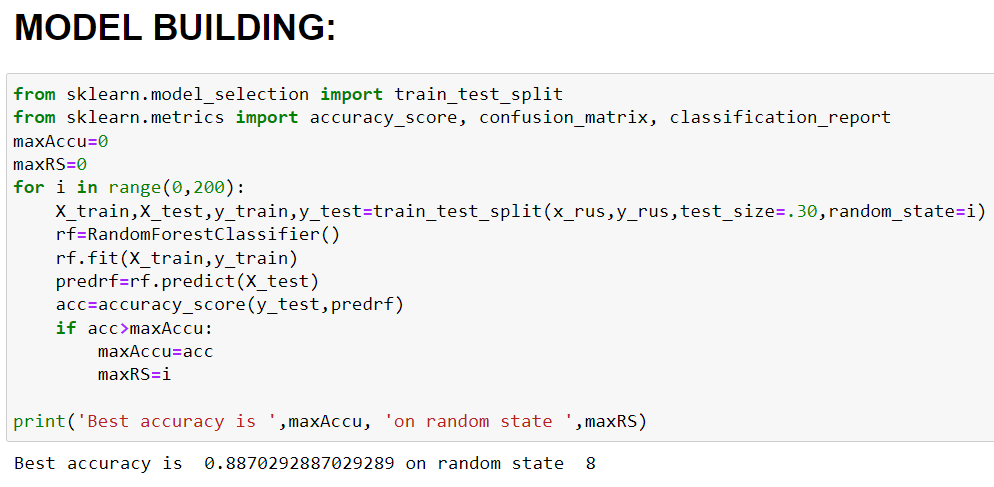 MODEL BUILDING:
from sklearn.model_selection import train_test_split
from sklearn.metrics import accuracy_score, confusion_matrix, classification_report
maxAccu=0
maxRS=0
for i in range(0,200):
    X_train,X_test,y_train,y_test=train_test_split(x_rus,y_rus,test_size=.30,random_state=i)
    rf=RandomForestClassifier()
    rf.fit(X_train,y_train)
    predrf=rf.predict(X_test)
    acc=accuracy_score(y_test,predrf)
    if acc>maxAccu:
        maxAccu=acc
        maxRS=i
print('Best accuracy is ',maxAccu, 'on random state ',maxRS)
Best accuracy is  0.8870292887029289 on random state  8